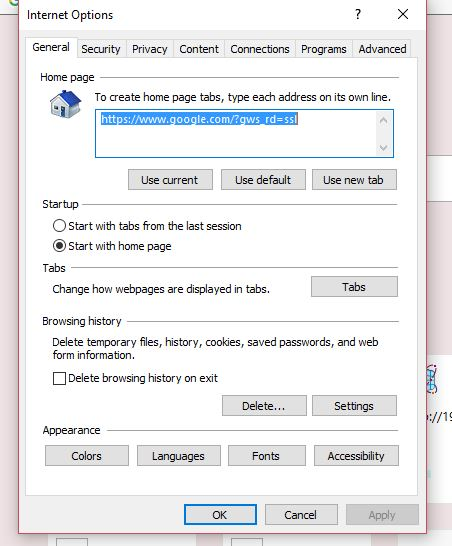 Internet Options
General Security Privacy Content Connections Programs Advanced
Home page
To create home page tabs, type each address on its own line.
https://www.google.com/?gws_rd=ssl
Use current Use default Use new tab
Startup
Start with tabs from the last session
Start with home page
Tabs
Change how webpages are displayed in tabs. Tabs
Browsing history
Delete temporary files, history, cookies, saved passwords, and web
form information.
Delete browsing history on exit
Delete... Settings
Appearance
Colors Languages Fonts Accessibility
OK Cancel Apply